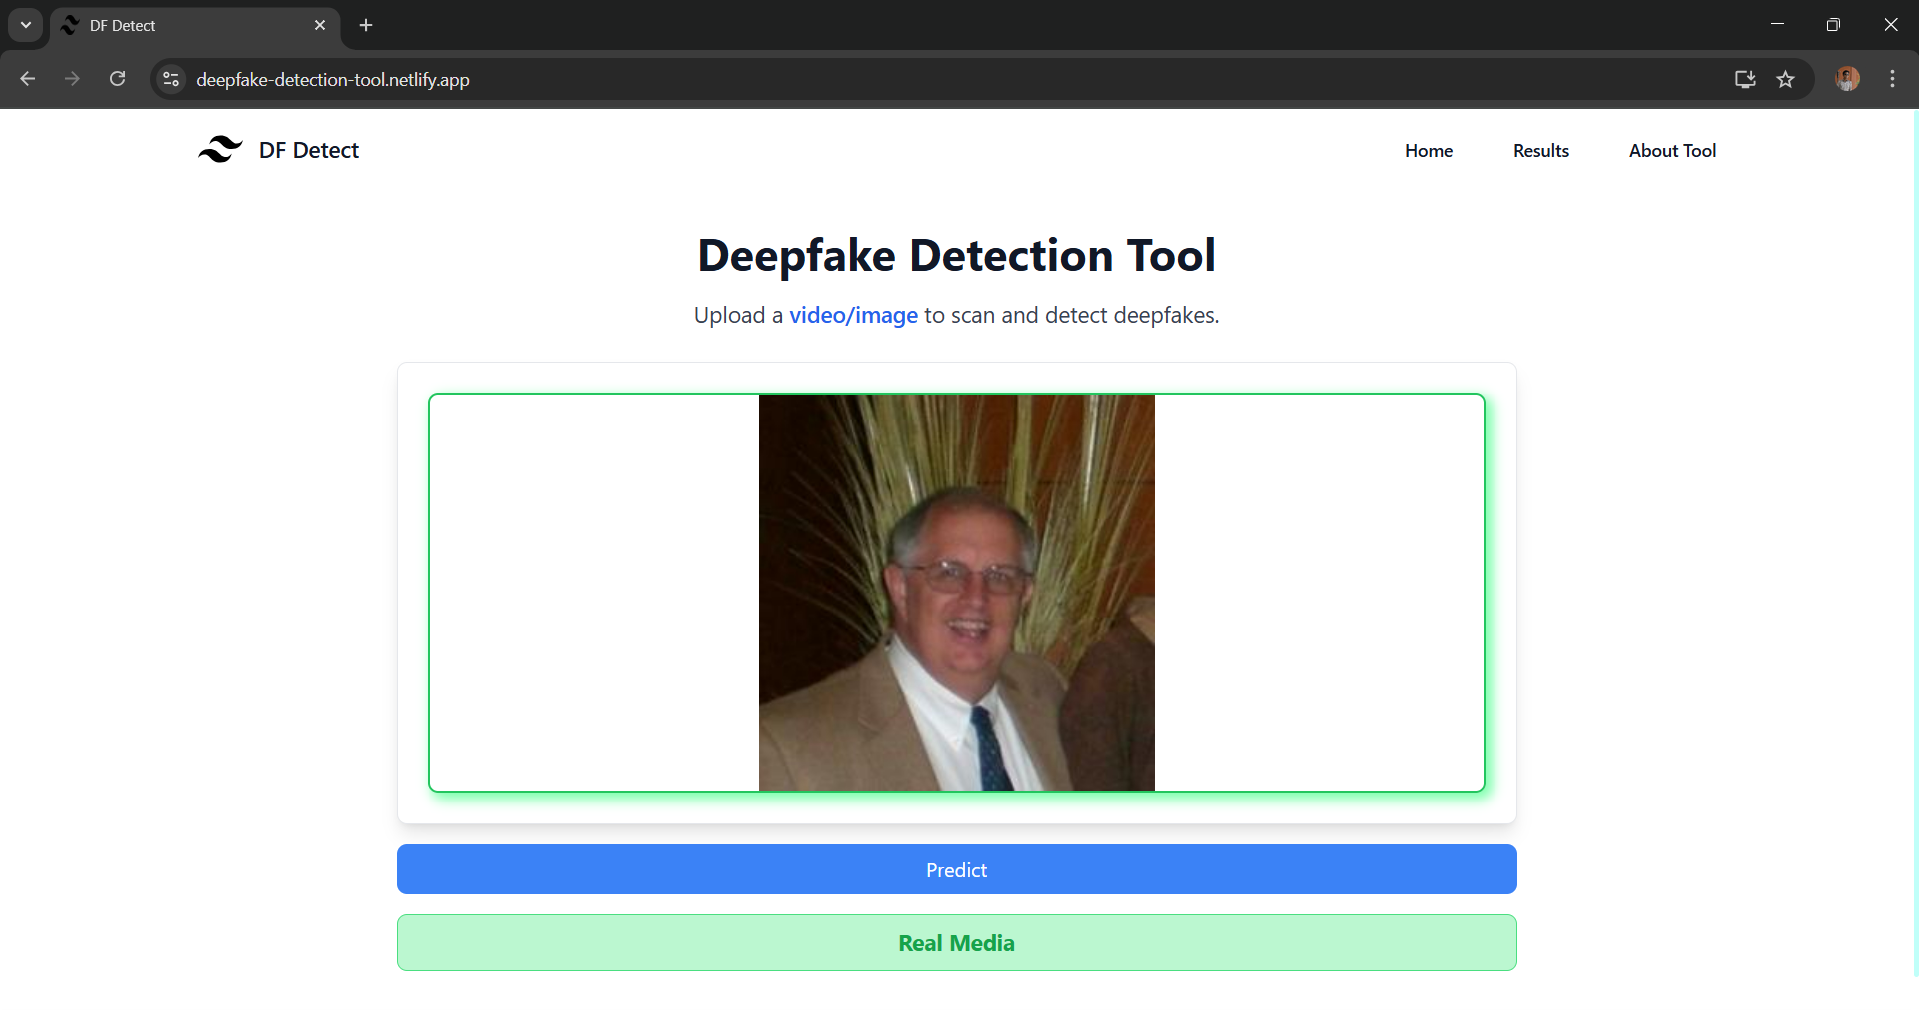 DF Detect
deepfake-detection-tool.netlify.app
DF Detect
Home Results About Tool
Deepfake Detection Tool
Upload a video/image to scan and detect deepfakes.
Predict
Real Media